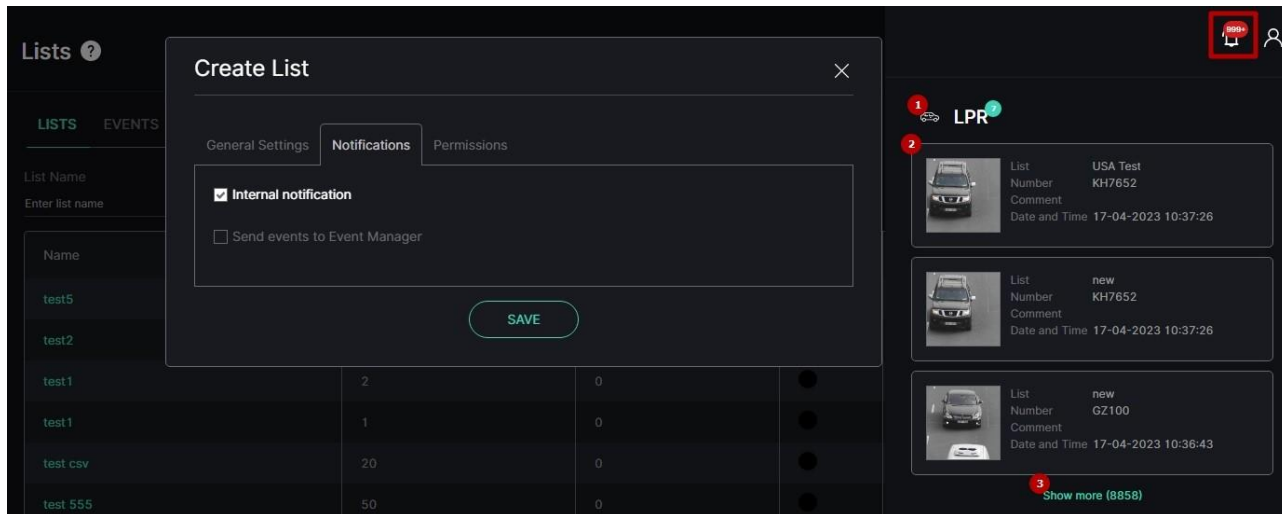 Lists ?
LISTS EVENTS
List Name
Enter list name
Name
test5
test2
test1 2 0
test1 1 0
test csv 20 0
test 555 50 0
Create List
General Settings Notifications Permissions
Internal notification
Send events to Event Manager
SAVE
999+
1 LPR 7
2
List USA Test
Number KH7652
Comment
Date and Time 17-04-2023 10:37:26
List new
Number KH7652
Comment
Date and Time 17-04-2023 10:37:26
List new
Number GZ100
Comment
Date and Time 17-04-2023 10:36:43
3
Show more (8858)